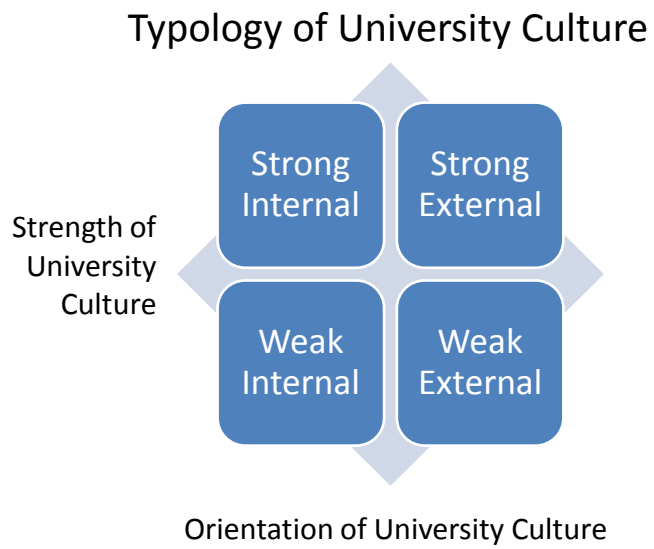 Typology of University Culture
Strong
Internal
Strong
External
Strength of
University
Culture
Weak
Internal
Weak
External
Orientation of University Culture